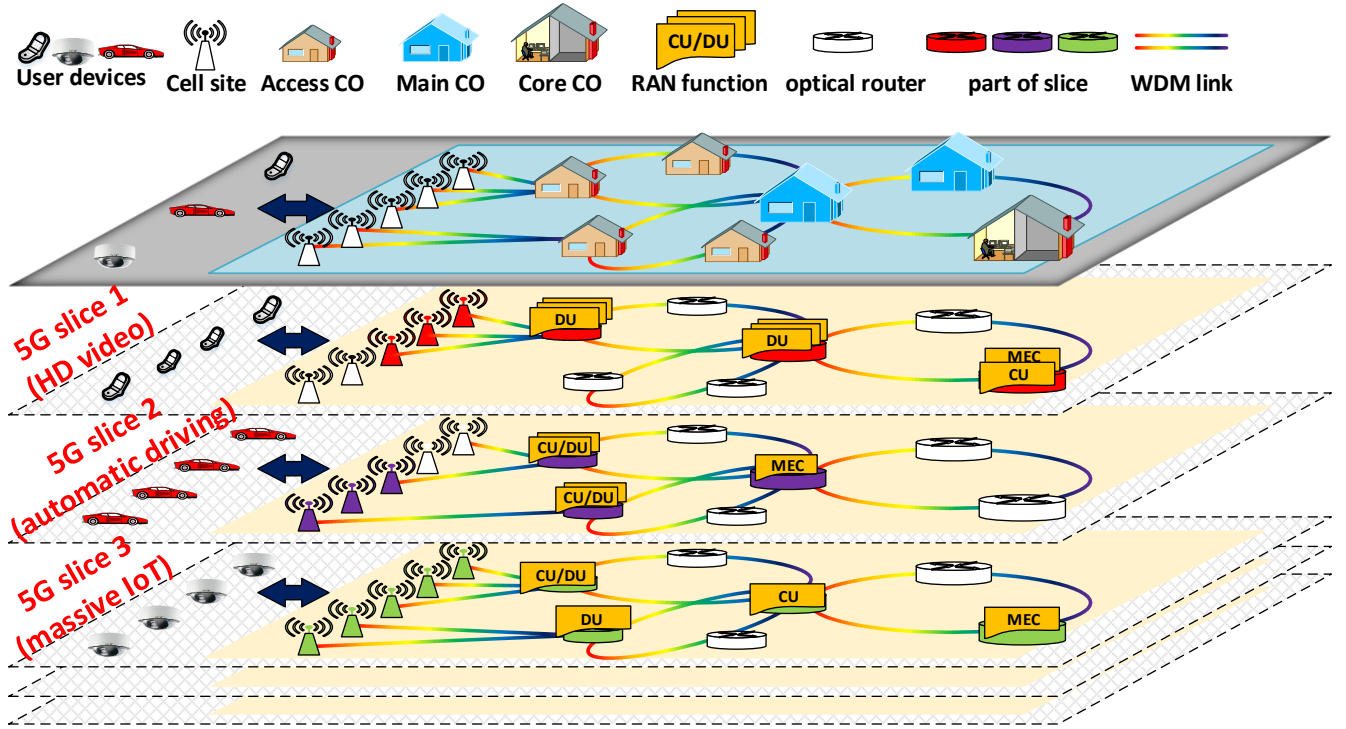 CU/DU
User devices
Cell site
Access CO
Main CO
Core CO
RAN function
optical router
part of slice
WDM link
5G slice 1
(HD video)
DU
DU
MEC
CU
5G slice 2
(automatic driving)
CU/DU
CU/DU
MEC
5G slice 3
(massive IoT)
CU/DU
DU
CU
MEC